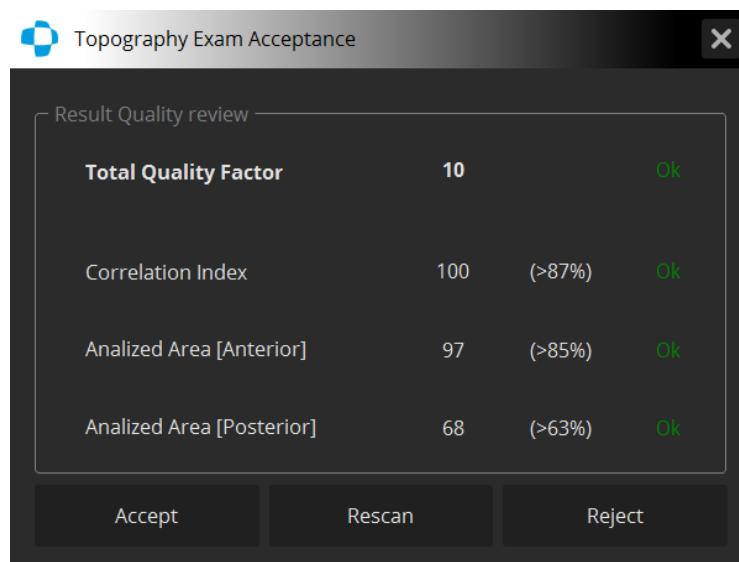 Topography Exam Acceptance
Result Quality review
Total Quality Factor 10 Ok
Correlation Index 100 (>87%) Ok
Analized Area [Anterior] 97 (>85%) Ok
Analized Area [Posterior] 68 (>63%) Ok
Accept Rescan Reject